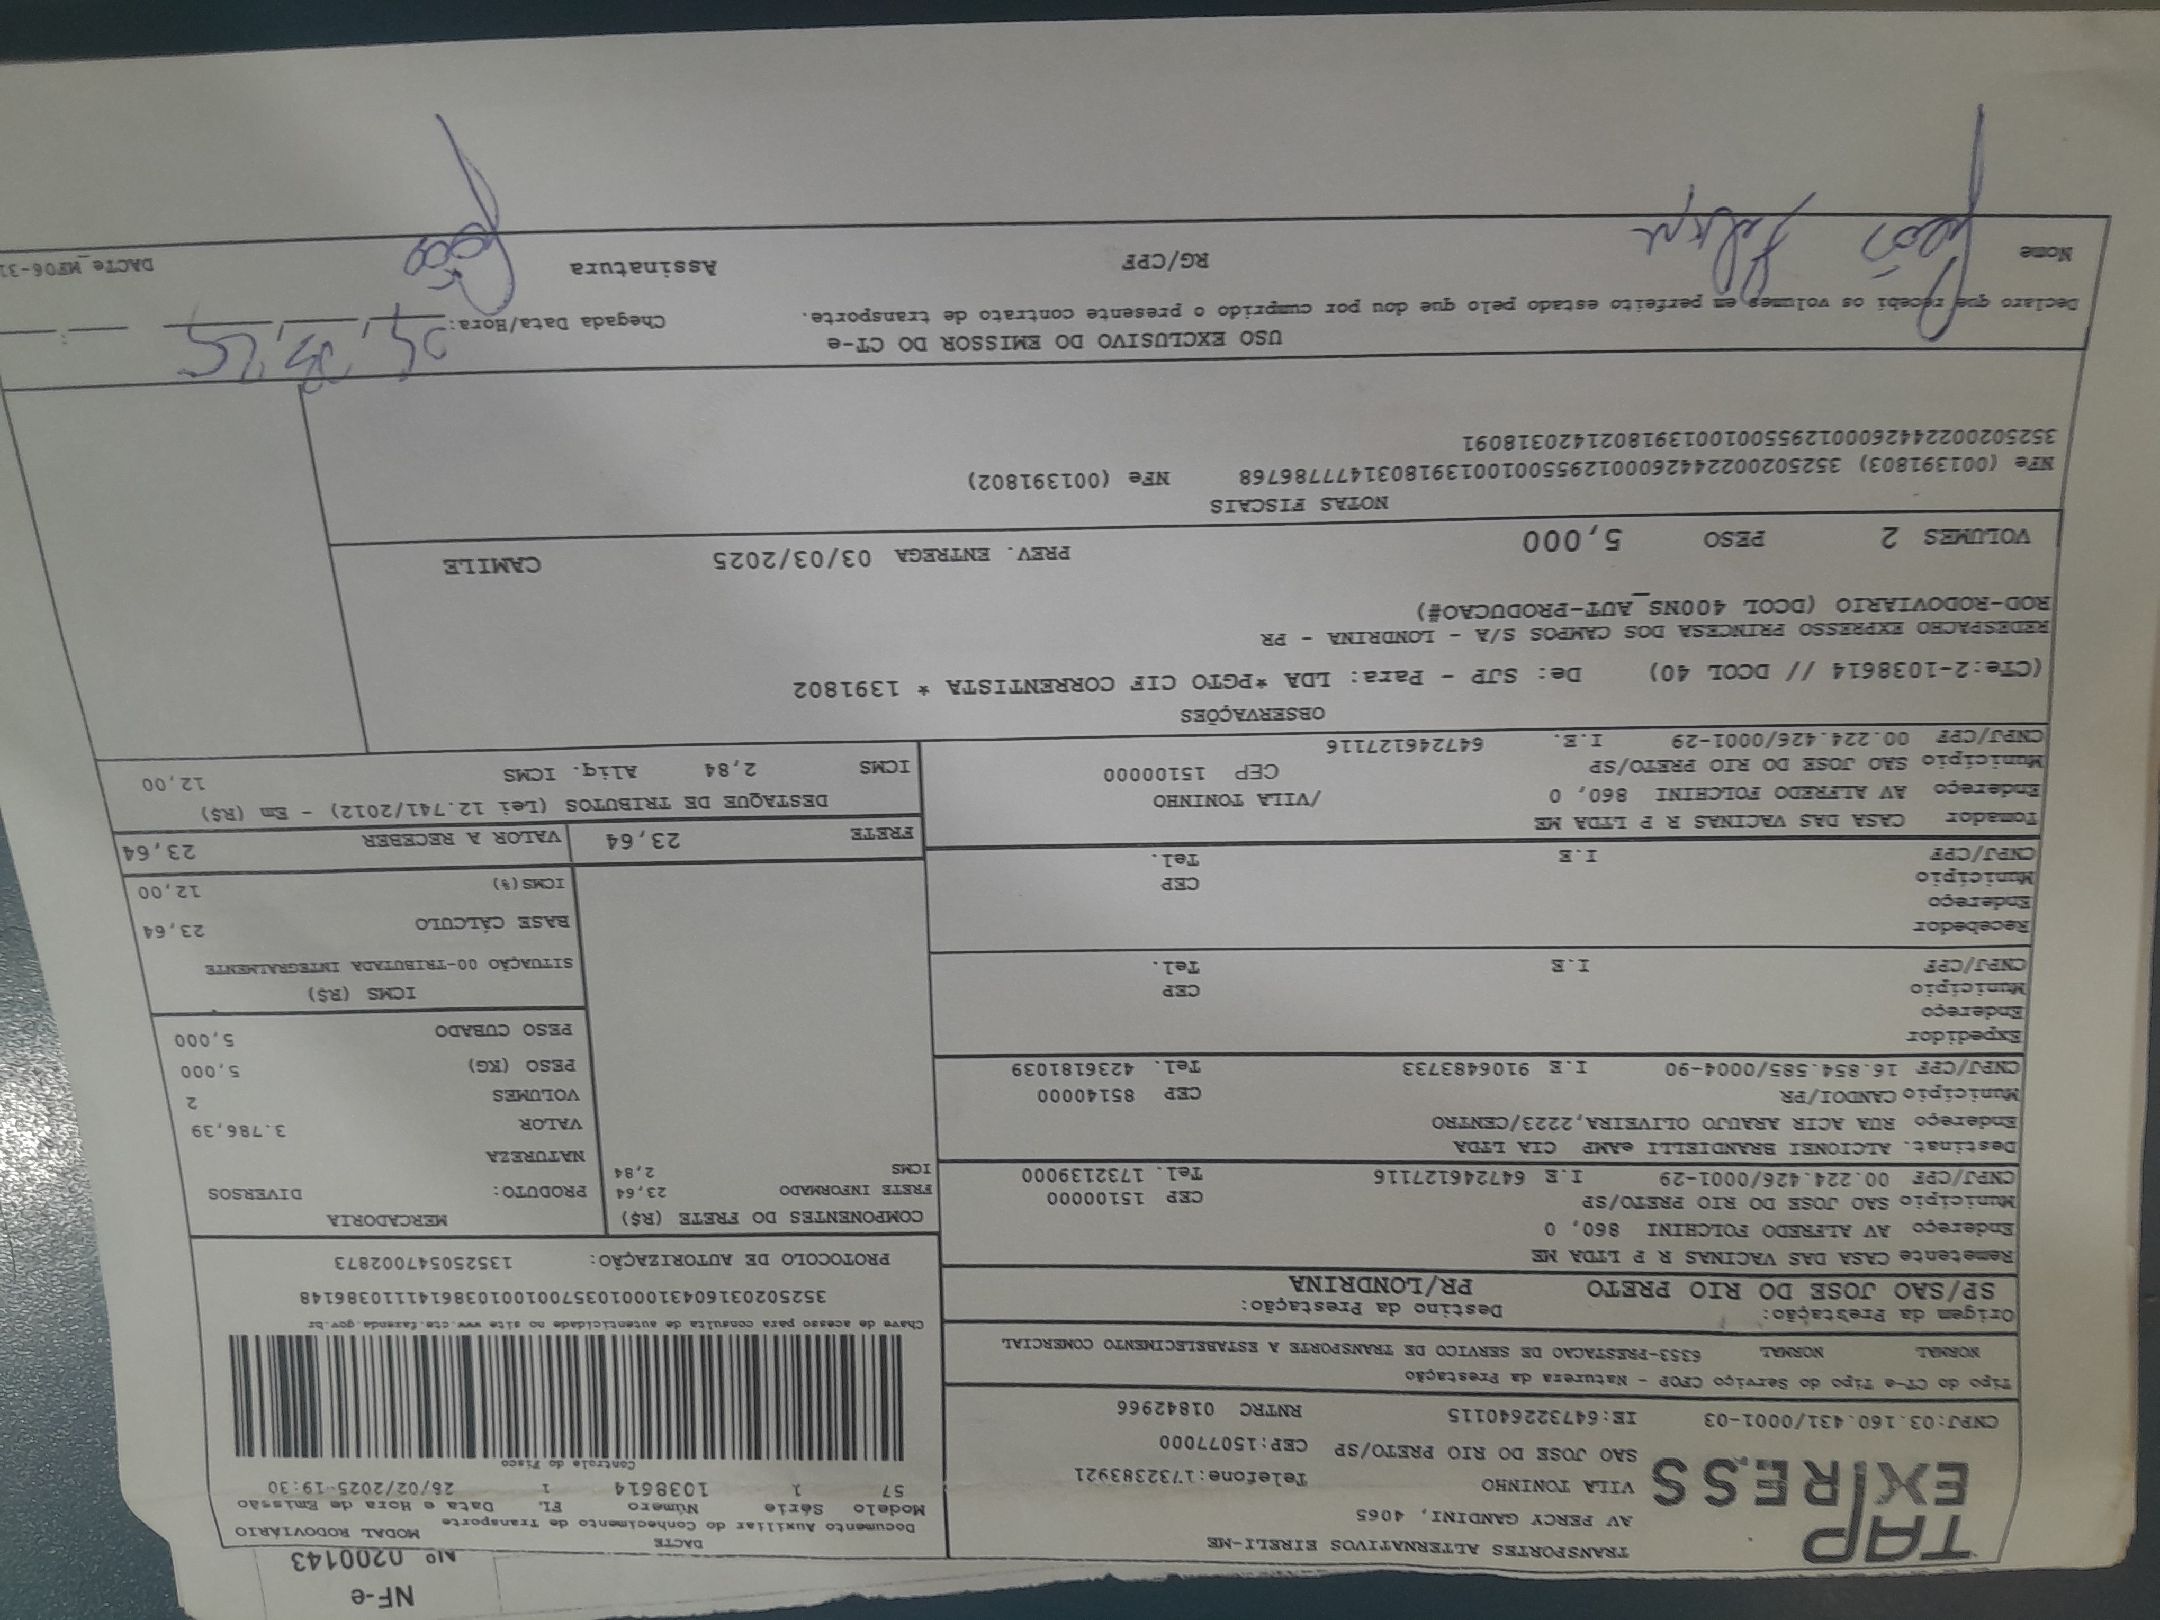 NF-e
Nº 0200143
TAP EXPRESS
TRANSPORTES ALTERNATIVOS EIRELI-ME
AV PERCY GANDINI, 4065
VILA TONINHO Telefone:1732383921
SAO JOSE DO RIO PRETO/SP CEP:15077000
CNPJ:03.160.431/0001-03 IE:647322640115 RNTRC 01842966
DACTE
Documento Auxiliar do Conhecimento de Transporte MODAL RODOVIÁRIO
Modelo Série Número FL Data e Hora de Emissão
57 1 1038614 1 26/02/2025-19:30
Controle do Fisco
Tipo do CT-e Tipo do Serviço CFOP - Natureza da Prestação
NORMAL NORMAL 6353-PRESTACAO DE SERVICO DE TRANSPORTE A ESTABELECIMENTO COMERCIAL
Chave de acesso para consulta de autenticidade no site www.cte.fazenda.gov.br
352502031604310001035700100103861411110386148
PROTOCOLO DE AUTORIZAÇÃO: 135250547002873
Origem da Prestação: Destino da Prestação:
SP/SAO JOSE DO RIO PRETO PR/LONDRINA
Remetente CASA DAS VACINAS R P LTDA ME
Endereço AV ALFREDO FOLCHINI 860, 0
Município SAO JOSE DO RIO PRETO/SP CEP 15100000
CNPJ/CPF 00.224.426/0001-29 I.E 647246127116 Tel. 1732139000
Destinat. ALCIONEI BRANDIELLI eAMP CIA LTDA
Endereço RUA ACIR ARAUJO OLIVEIRA,2223/CENTRO
Município CANDOI/PR CEP 85140000
CNPJ/CPF 16.854.585/0004-90 I.E 9106483733 Tel. 4236181039
Expedidor
Endereço
Município CEP
CNPJ/CPF I.E Tel.
Recebedor
Endereço
Município CEP
CNPJ/CPF I.E Tel.
Tomador CASA DAS VACINAS R P LTDA ME
Endereço AV ALFREDO FOLCHINI 860, 0 /VILA TONINHO
Município SAO JOSE DO RIO PRETO/SP CEP 15100000
CNPJ/CPF 00.224.426/0001-29 I.E. 647246127116
COMPONENTES DO FRETE (R$)
FRETE INFORMADO 23,64
ICMS 2,84
MERCADORIA
PRODUTO: DIVERSOS
NATUREZA
VALOR 3.786,39
VOLUMES 2
PESO (KG) 5,000
PESO CUBADO 5,000
ICMS (R$)
SITUAÇÃO 00-TRIBUTADA INTEGRALMENTE
BASE CÁLCULO 23,64
ICMS(%) 12,00
FRETE 23,64 VALOR A RECEBER 23,64
DESTAQUE DE TRIBUTOS (Lei 12.741/2012) - Em (R$)
ICMS 2,84 Aliq. ICMS 12,00
OBSERVAÇÕES
(CTe:2-1038614 // DCOL 40) De: SJP - Para: LDA *PGTO CIF CORRENTISTA * 1391802
REDESPACHO EXPRESSO PRINCESA DOS CAMPOS S/A - LONDRINA - PR
ROD-RODOVIARIO (DCOL 400NS_AUT-PRODUCAO#)
VOLUMES 2 PESO 5,000 PREV. ENTREGA 03/03/2025 CAMILE
NOTAS FISCAIS
NFe (001391803) 35250200224426000129550010013918031477786768 NFe (001391802)
35250200224426000129550010013918021420318091
USO EXCLUSIVO DO EMISSOR DO CT-e
Declaro que recebi os volumes em perfeito estado pelo que dou por cumprido o presente contrato de transporte.
Chegada Data/Hora:
Nome João Felipe RG/CPF Assinatura João
DACTe_MF06-31